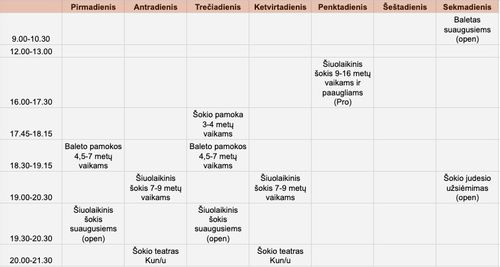 Pirmadienis Antradienis Trečiadienis Ketvirtadienis Penktadienis Šeštadienis Sekmadienis
9.00-10.30
Baletas
suaugusiems
(open)
12.00-13.00
16.00-17.30
Šiuolaikinis
šokis 9-16 metų
vaikams ir
paaugliams
(Pro)
17.45-18.15
Šokio pamoka
3-4 metų
vaikams
18.30-19.15
Baleto pamokos
4,5-7 metų
vaikams
Baleto pamokos
4,5-7 metų
vaikams
19.00-20.30
Šiuolaikinis
šokis 7-9 metų
vaikams
Šiuolaikinis
šokis 7-9 metų
vaikams
Šokio judesio
užsiėmimas
(open)
19.30-20.30
Šiuolaikinis
šokis
suaugusiems
(open)
Šiuolaikinis
šokis
suaugusiems
(open)
20.00-21.30
Šokio teatras
Kun/u
Šokio teatras
Kun/u